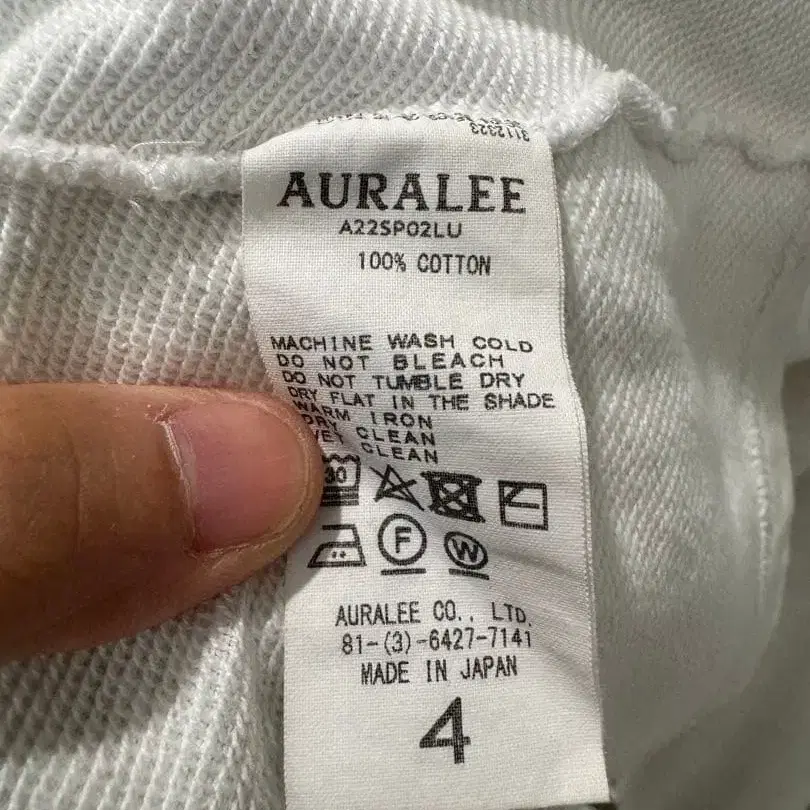 AURALEE
A22SP02LU
100% COTTON
MACHINE WASH COLD
DO NOT BLEACH
DO NOT TUMBLE DRY
DRY FLAT IN THE SHADE
WARM IRON
DRY CLEAN
WET CLEAN
30
F
W
AURALEE CO., LTD.
81-(3)-6427-7141
MADE IN JAPAN
4